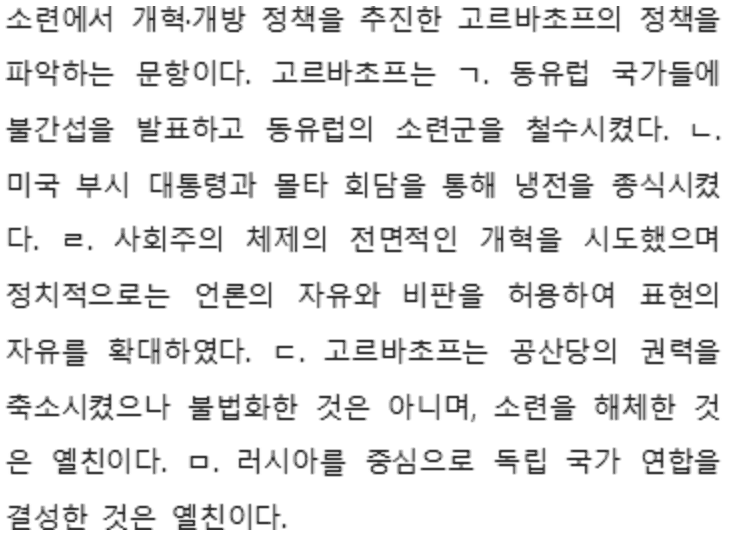 소련에서 개혁·개방 정책을 추진한 고르바초프의 정책을
파악하는 문항이다. 고르바초프는 ㄱ. 동유럽 국가들에
불간섭을 발표하고 동유럽의 소련군을 철수시켰다. ㄴ.
미국 부시 대통령과 몰타 회담을 통해 냉전을 종식시켰
다. ㄹ. 사회주의 체제의 전면적인 개혁을 시도했으며
정치적으로는 언론의 자유와 비판을 허용하여 표현의
자유를 확대하였다. ㄷ. 고르바초프는 공산당의 권력을
축소시켰으나 불법화한 것은 아니며, 소련을 해체한 것
은 옐친이다. ㅁ. 러시아를 중심으로 독립 국가 연합을
결성한 것은 옐친이다.